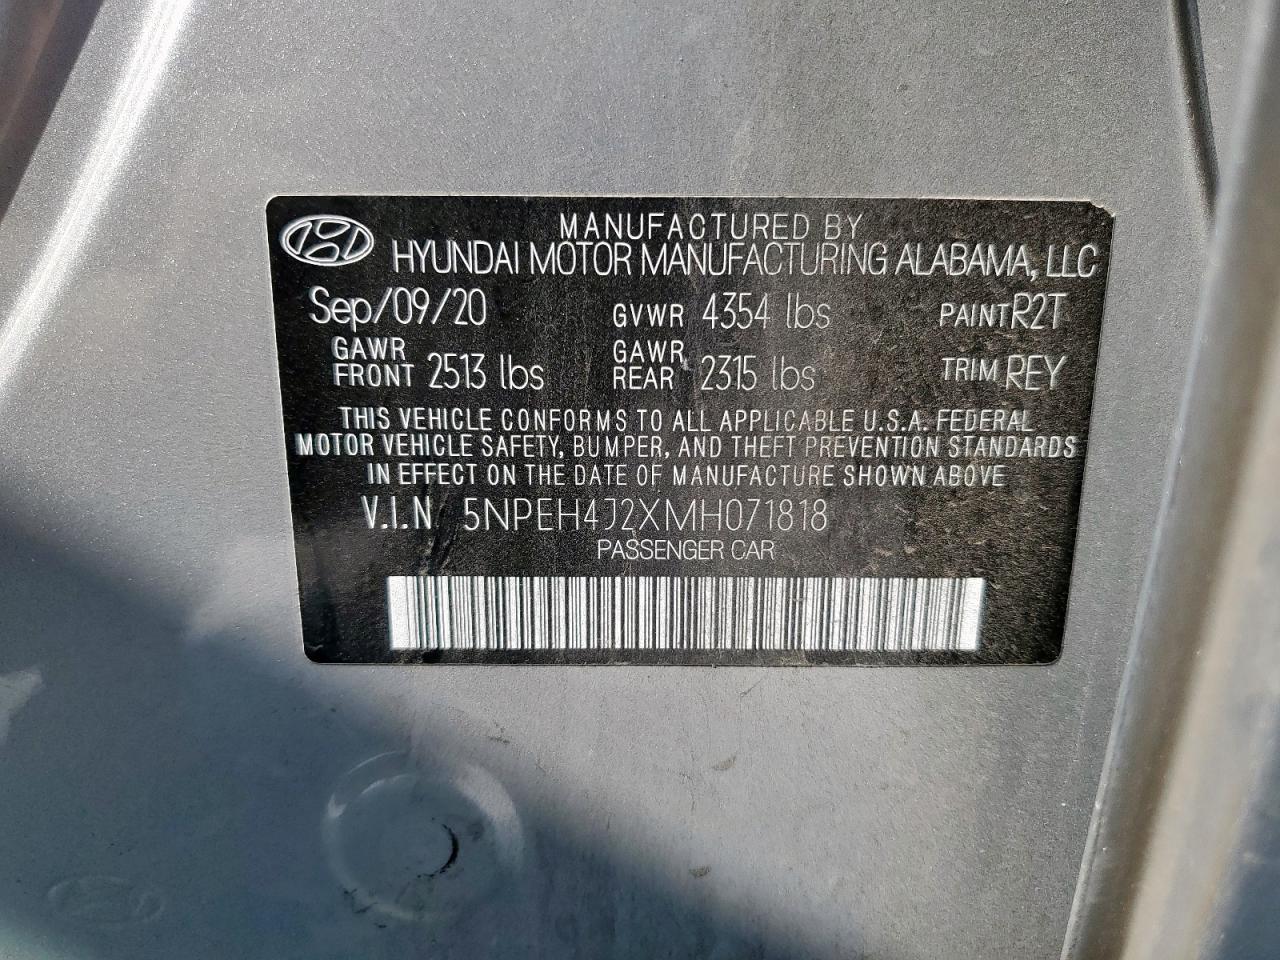 MANUFACTURED BY
HYUNDAI MOTOR MANUFACTURING ALABAMA, LLC
Sep/09/20 GVWR 4354 lbs PAINT R2T
GAWR FRONT 2513 lbs GAWR REAR 2315 lbs TRIM REY
THIS VEHICLE CONFORMS TO ALL APPLICABLE U.S.A. FEDERAL
MOTOR VEHICLE SAFETY, BUMPER, AND THEFT PREVENTION STANDARDS
IN EFFECT ON THE DATE OF MANUFACTURE SHOWN ABOVE
V.I.N 5NPEH4J2XMH071818
PASSENGER CAR